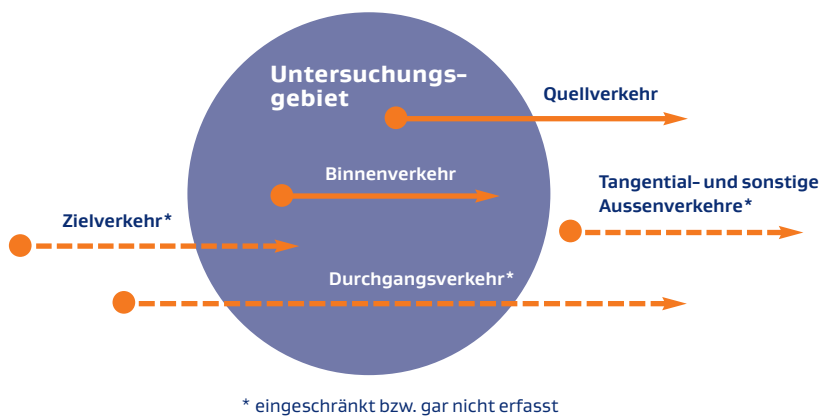 Untersuchungs-
gebiet
Quellverkehr
Binnenverkehr
Tangential- und sonstige
Aussenverkehre*
Zielverkehr*
Durchgangsverkehr*
* eingeschränkt bzw. gar nicht erfasst